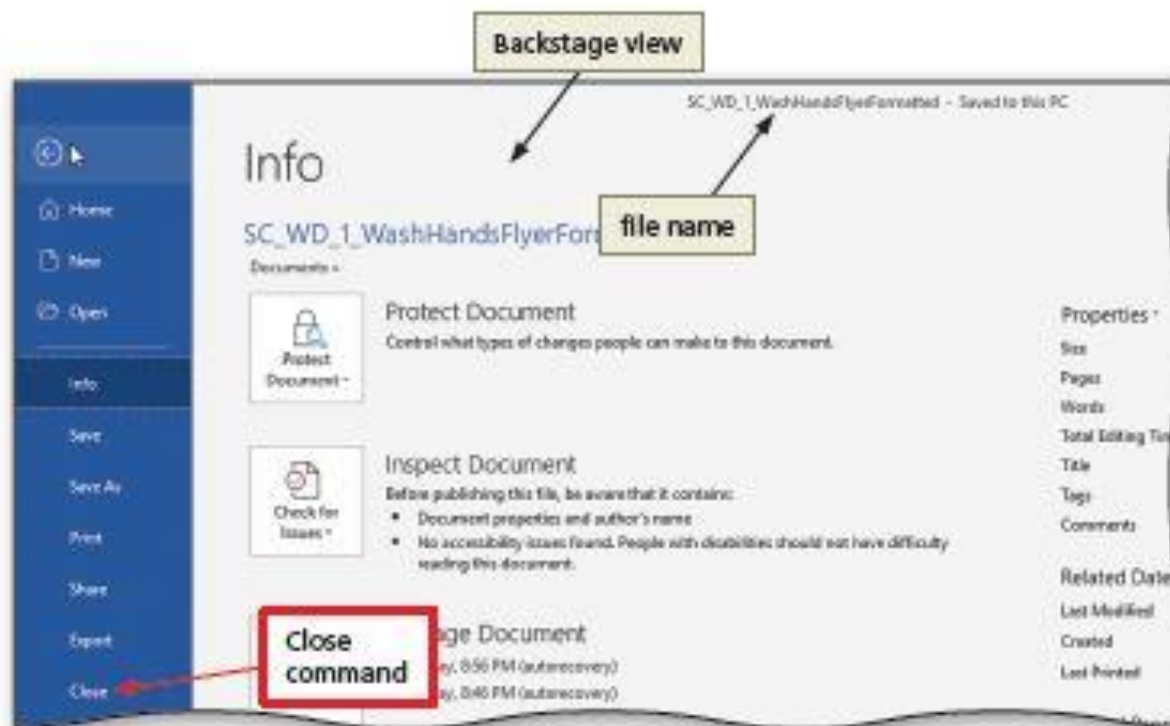 Backstage view
SC_WD_1_WashHandsFlyerFormatted - Saved to this PC
Info
file name
SC_WD_1_WashHandsFlyerFor
Documents
Home
New
Open
Info
Save
Save As
Print
Share
Export
Close
Protect Document
Protect Document
Control what types of changes people can make to this document.
Check for Issues
Inspect Document
Before publishing this file, be aware that it contains:
• Document properties and author's name
• No accessibility issues found. People with disabilities should not have difficulty
reading this document.
Close
command
age Document
ay, 8:56 PM (autorecovery)
ay, 8:46 PM (autorecovery)
Properties
Size
Pages
Words
Total Editing Tim
Title
Tags
Comments
Related Date
Last Modified
Created
Last Printed